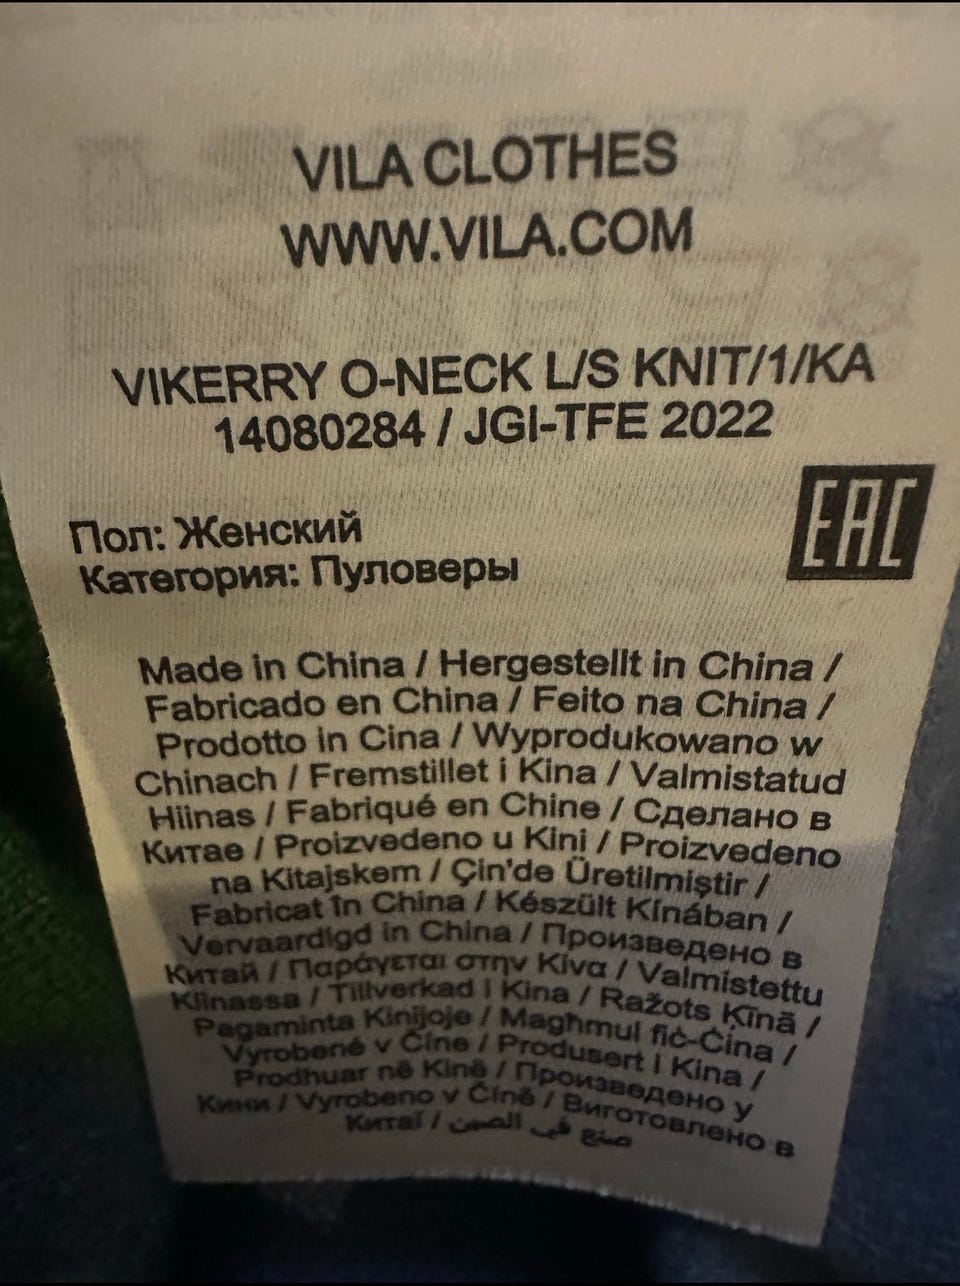 VILA CLOTHES
WWW.VILA.COM
VIKERRY O-NECK L/S KNIT/1/KA
14080284 / JGI-TFE 2022
EAC
Пол: Женский
Категория: Пуловеры
Made in China / Hergestellt in China /
Fabricado en China / Feito na China /
Prodotto in Cina / Wyprodukowano w
Chinach / Fremstillet i Kina / Valmistatud
Hiinas / Fabriqué en Chine / Сделано в
Китае / Proizvedeno u Kini / Proizvedeno
na Kitajskem / Çin'de Üretilmiştir /
Fabricat în China / Készült Kínában /
Vervaardigd in China / Произведено в
Китай / Παράγεται στην Κίνα / Valmistettu
Kiinassa / Tillverkad i Kina / Ražots Ķīnā /
Pagaminta Kinijoje / Magħmul fiċ-Ċina /
Vyrobené v Číne / Produsert i Kina /
Prodhuar në Kinë / Произведено у
Кини / Vyrobeno v Číně / Виготовлено в
Китаї / صنع في الصين